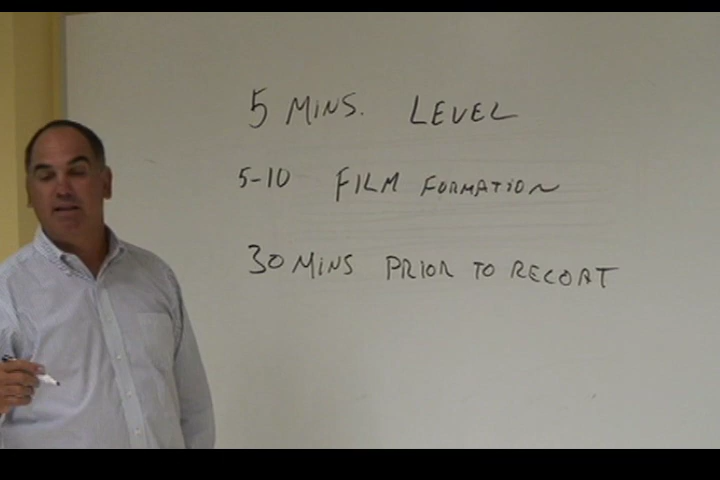 5 MINS. LEVEL
5-10 FILM FORMATION
30 MINS PRIOR TO RECOAT